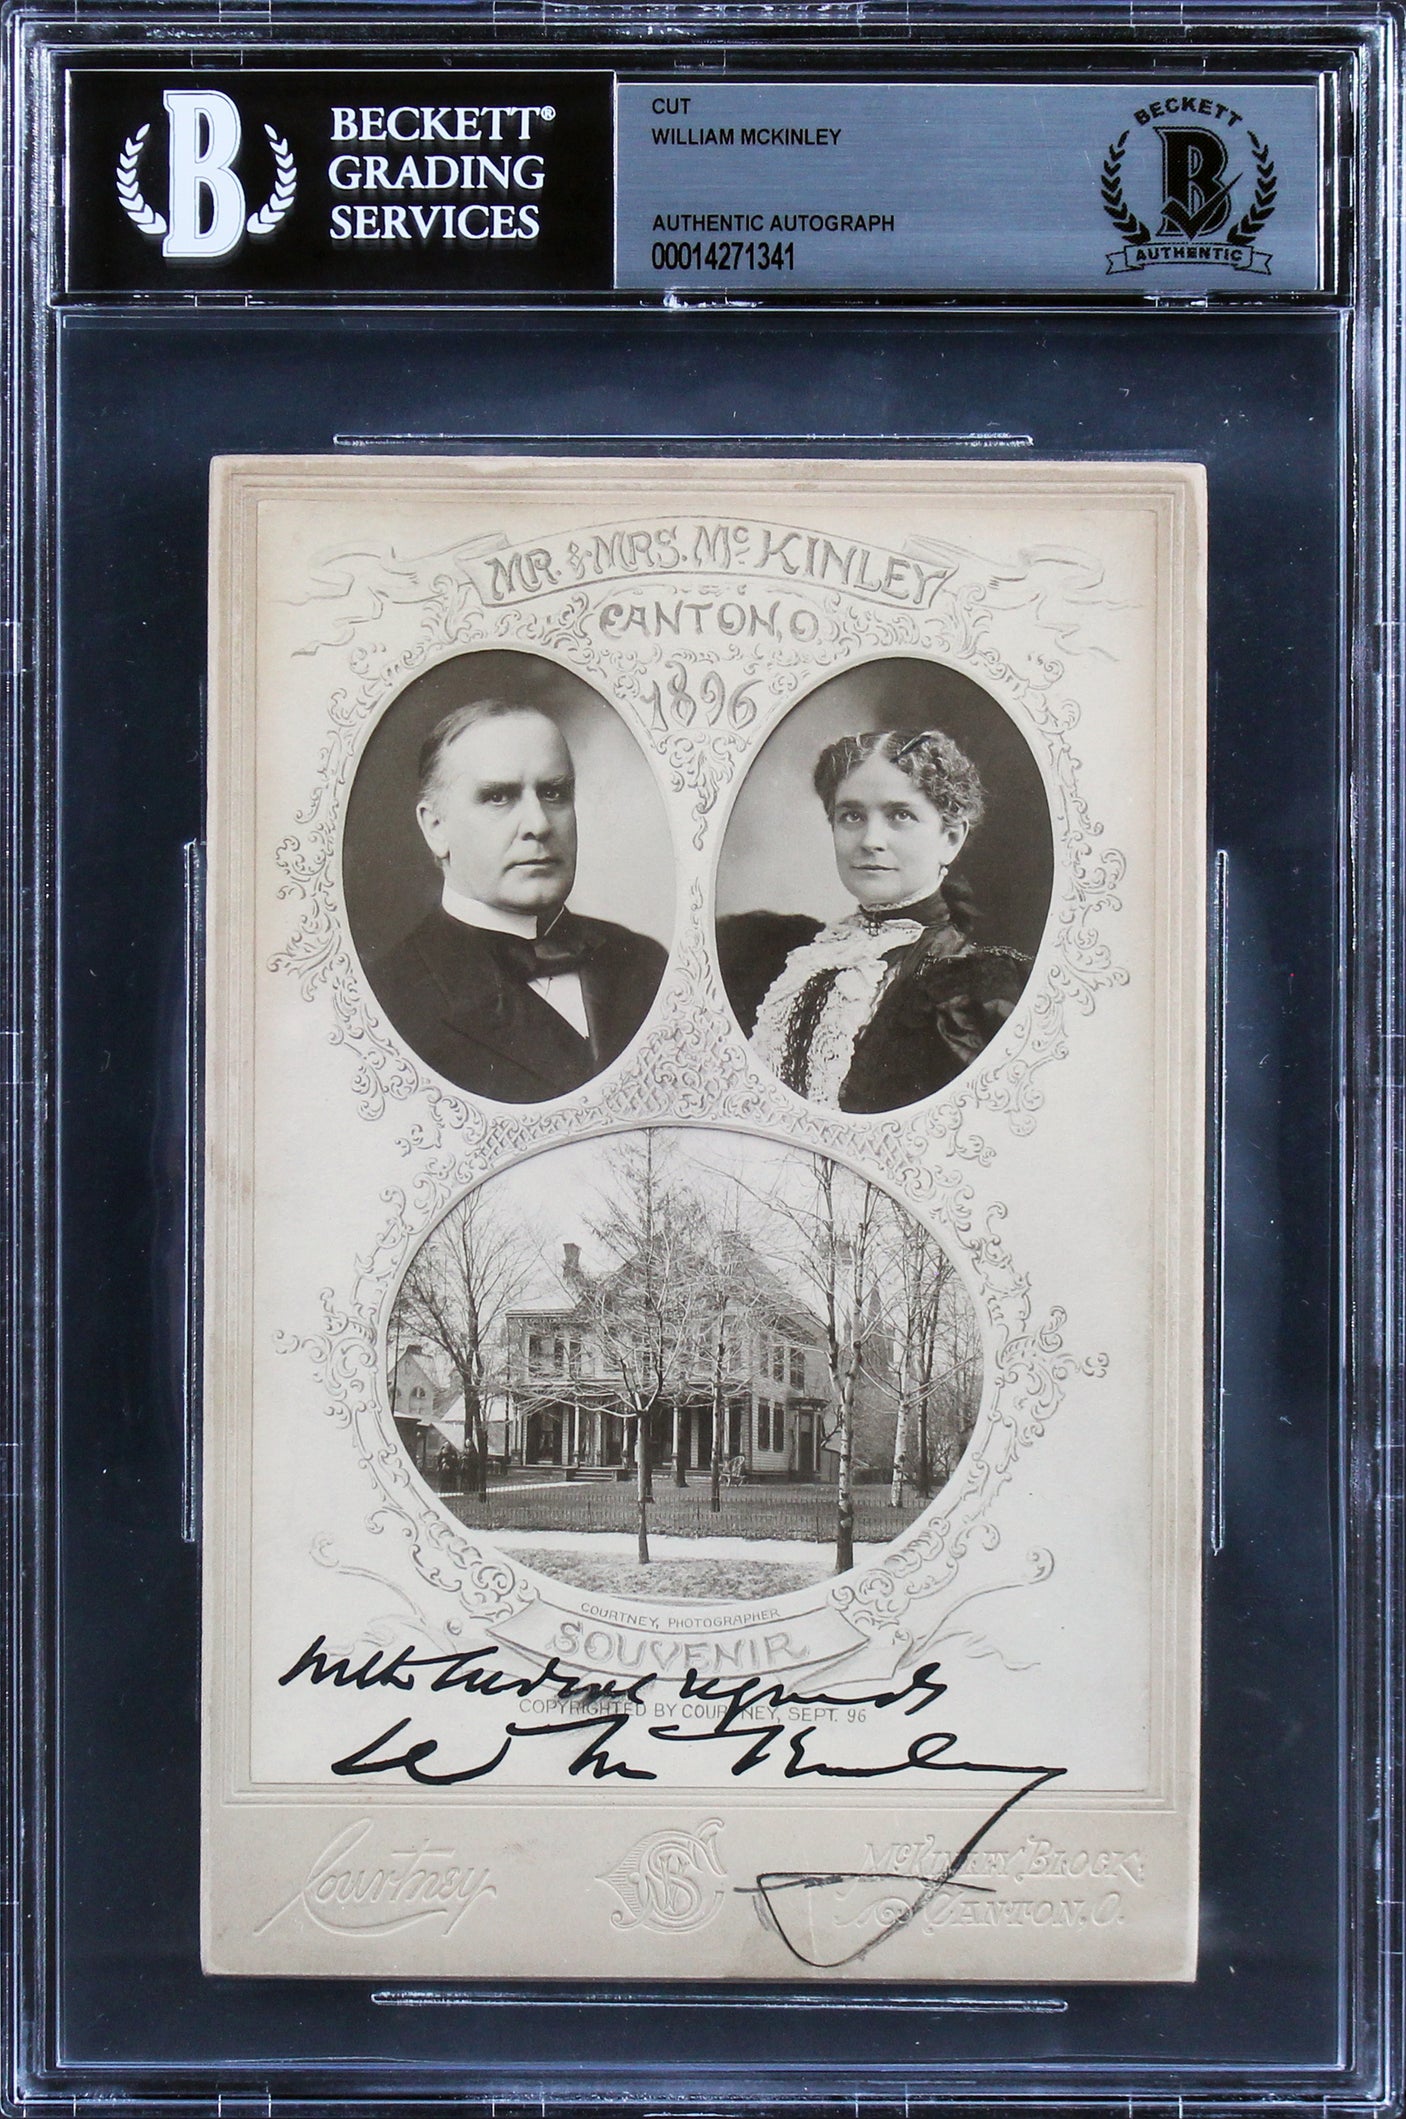 BECKETT®
GRADING
SERVICES
B
CUT
WILLIAM MCKINLEY
AUTHENTIC AUTOGRAPH
00014271341
BECKETT
B
AUTHENTIC
MR. & MRS. McKINLEY
CANTON, O.
1896
COURTNEY, PHOTOGRAPHER
SOUVENIR
With cordial regards
COPYRIGHTED BY COURTNEY, SEPT. 96
Wm McKinley
Courtney
McKINLEY BLOCK,
CANTON, O.